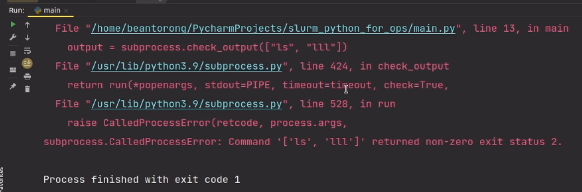 Run: main
File "/home/beantorong/PycharmProjects/slurm_python_for_ops/main.py", line 13, in main
output = subprocess.check_output(["ls", "lll"])
File "/usr/lib/python3.9/subprocess.py", line 424, in check_output
return run(*popenargs, stdout=PIPE, timeout=timeout, check=True,
File "/usr/lib/python3.9/subprocess.py", line 528, in run
raise CalledProcessError(retcode, process.args,
subprocess.CalledProcessError: Command '['ls', 'lll']' returned non-zero exit status 2.
Process finished with exit code 1